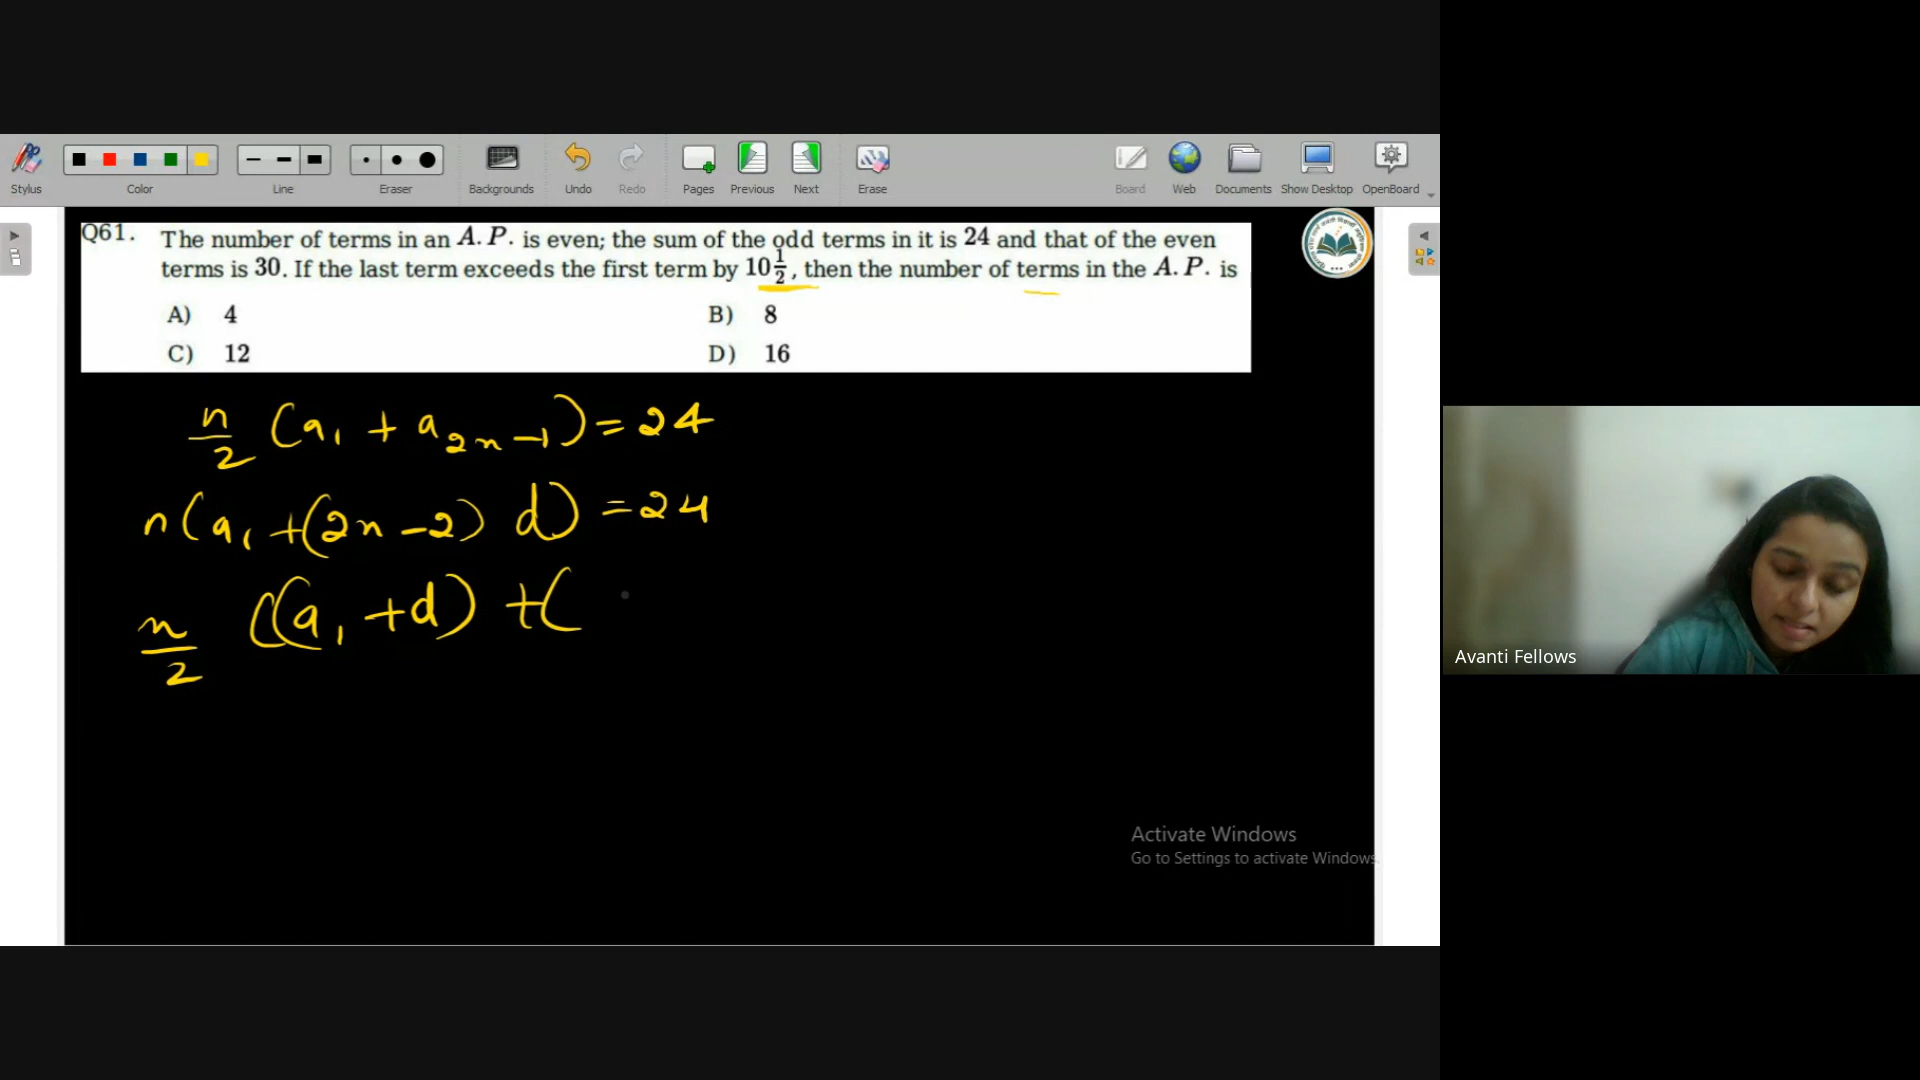 Stylus Color Line Eraser Backgrounds Undo Redo Pages Previous Next Erase Board Web Documents Show Desktop OpenBoard
Q61. The number of terms in an A. P. is even; the sum of the odd terms in it is 24 and that of the even
terms is 30. If the last term exceeds the first term by 10 1/2, then the number of terms in the A. P. is
A) 4 B) 8
C) 12 D) 16
n/2 (a₁ + a₂ₙ₋₁) = 24
n(a₁ + (2n - 2) d) = 24
n/2 ((a₁ + d) + (
Avanti Fellows
Activate Windows
Go to Settings to activate Windows.